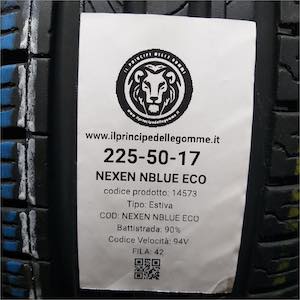 IL PRINCIPE DELLE GOMME
www.ilprincipedellegomme.it
www.ilprincipedellegomme.it
225-50-17
NEXEN NBLUE ECO
codice prodotto: 14573
Tipo: Estiva
COD: NEXEN NBLUE ECO
Battistrada: 90%
Codice Velocità: 94V
FILA: 42